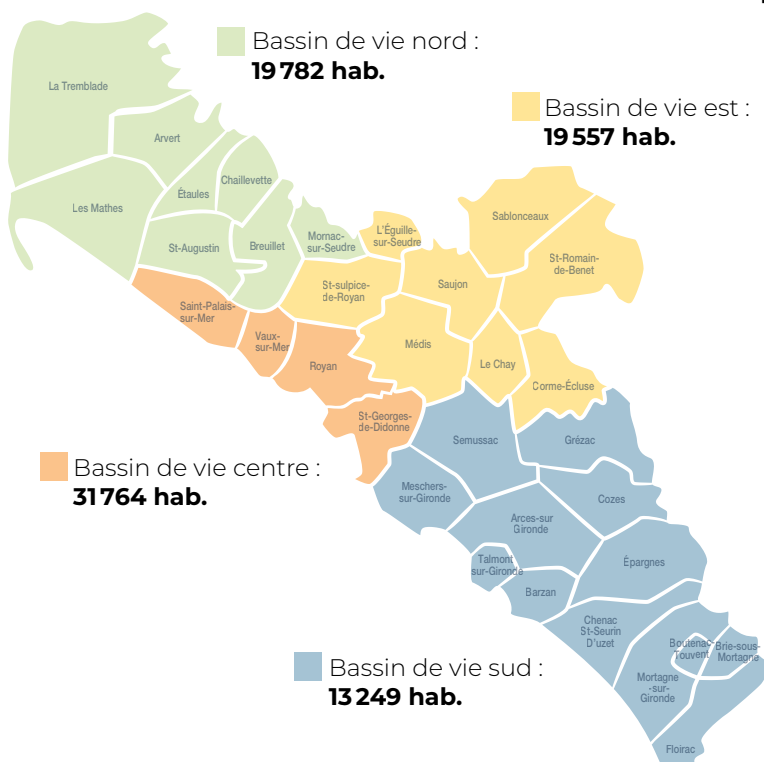 Bassin de vie nord :
19 782 hab.
Bassin de vie est :
19 557 hab.
La Tremblade
Arvert
Chaillevette
Étaules
Les Mathes
St-Augustin
Breuillet
Mornac-
sur-Seudre
L'Éguille-
sur-Seudre
Sablonceaux
St-Romain-
de-Benet
St-sulpice-
de-Royan
Saujon
Saint-Palais-
sur-Mer
Vaux-
sur-Mer
Royan
Médis
Le Chay
Corme-Écluse
St-Georges-
de-Didonne
Semussac
Grézac
Bassin de vie centre :
31 764 hab.
Meschers-
sur-Gironde
Cozes
Arces-sur
Gironde
Talmont
sur-Gironde
Épargnes
Barzan
Chenac
St-Seurin
D'uzet
Boutenac-
Touvent
Brie-sous-
Mortagne
Bassin de vie sud :
13 249 hab.
Mortagne
-sur-
Gironde
Floirac